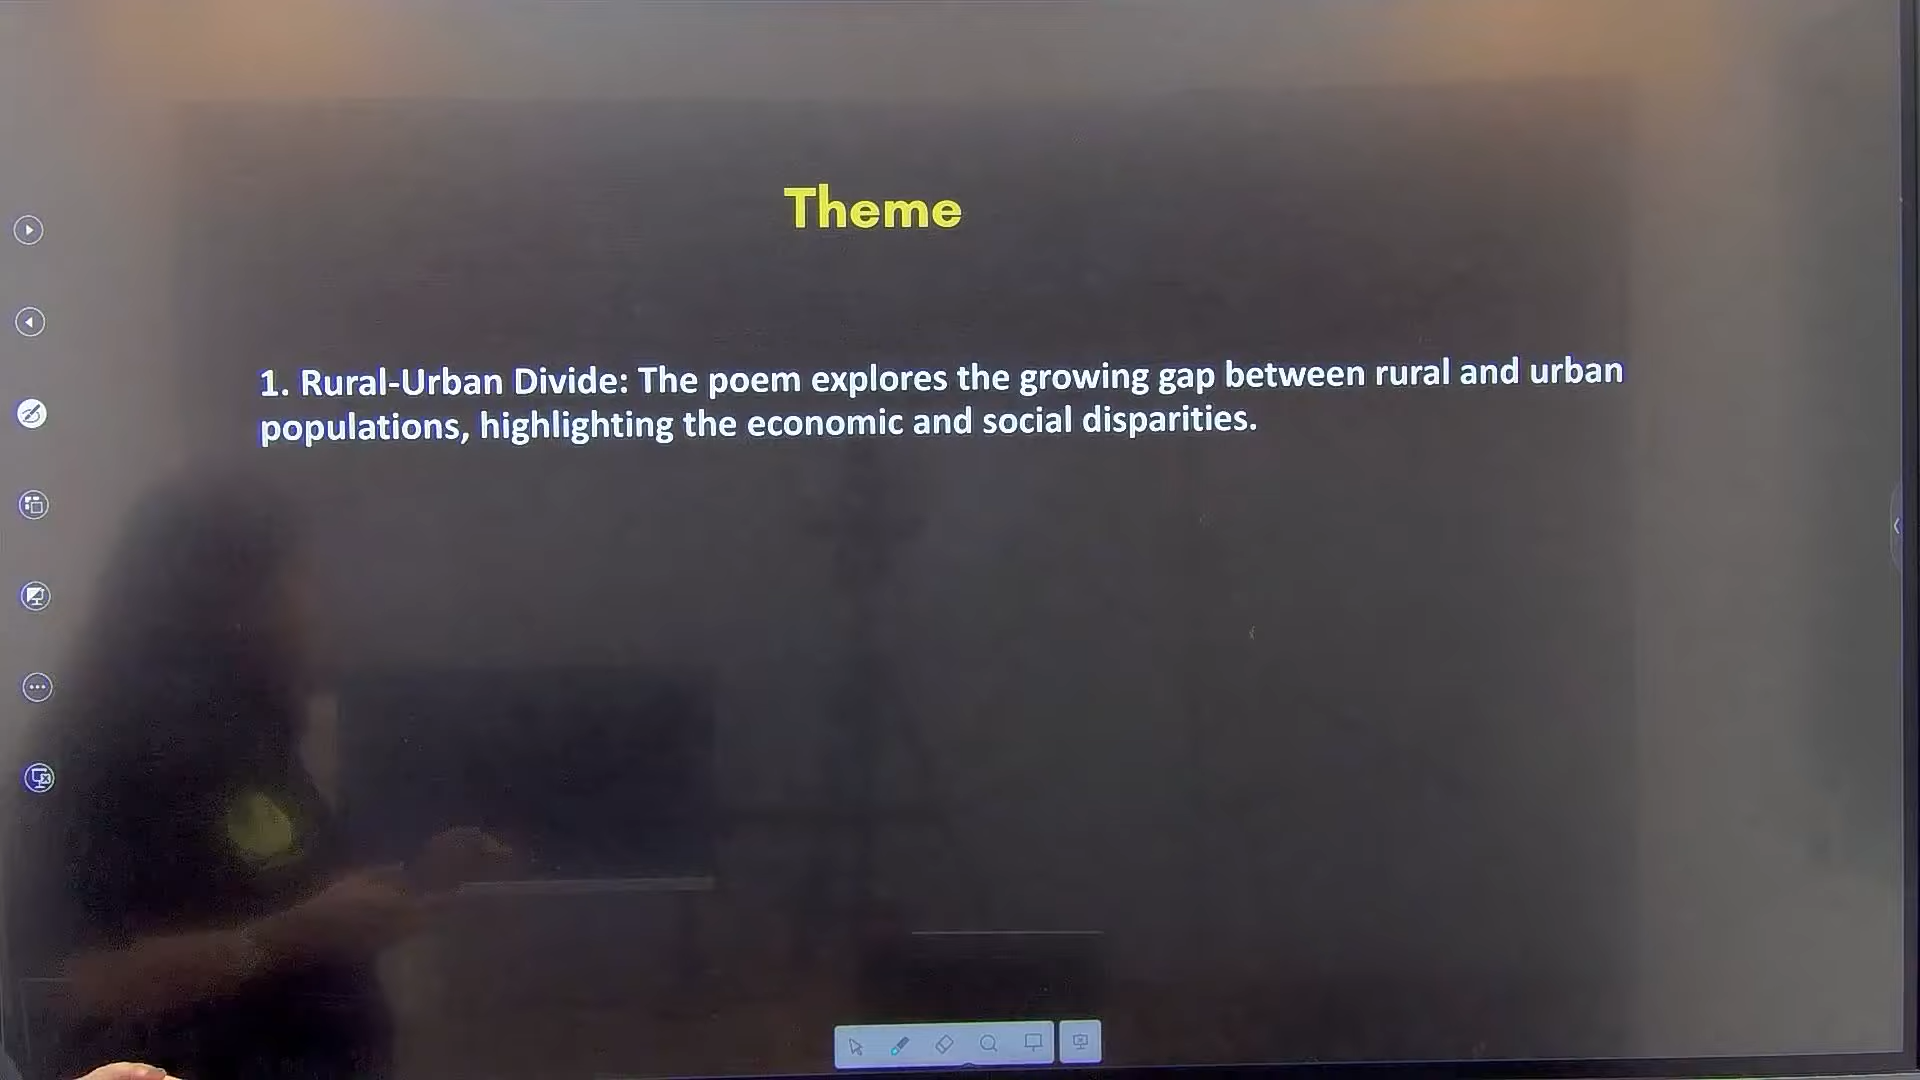 Theme
1. Rural-Urban Divide: The poem explores the growing gap between rural and urban
populations, highlighting the economic and social disparities.